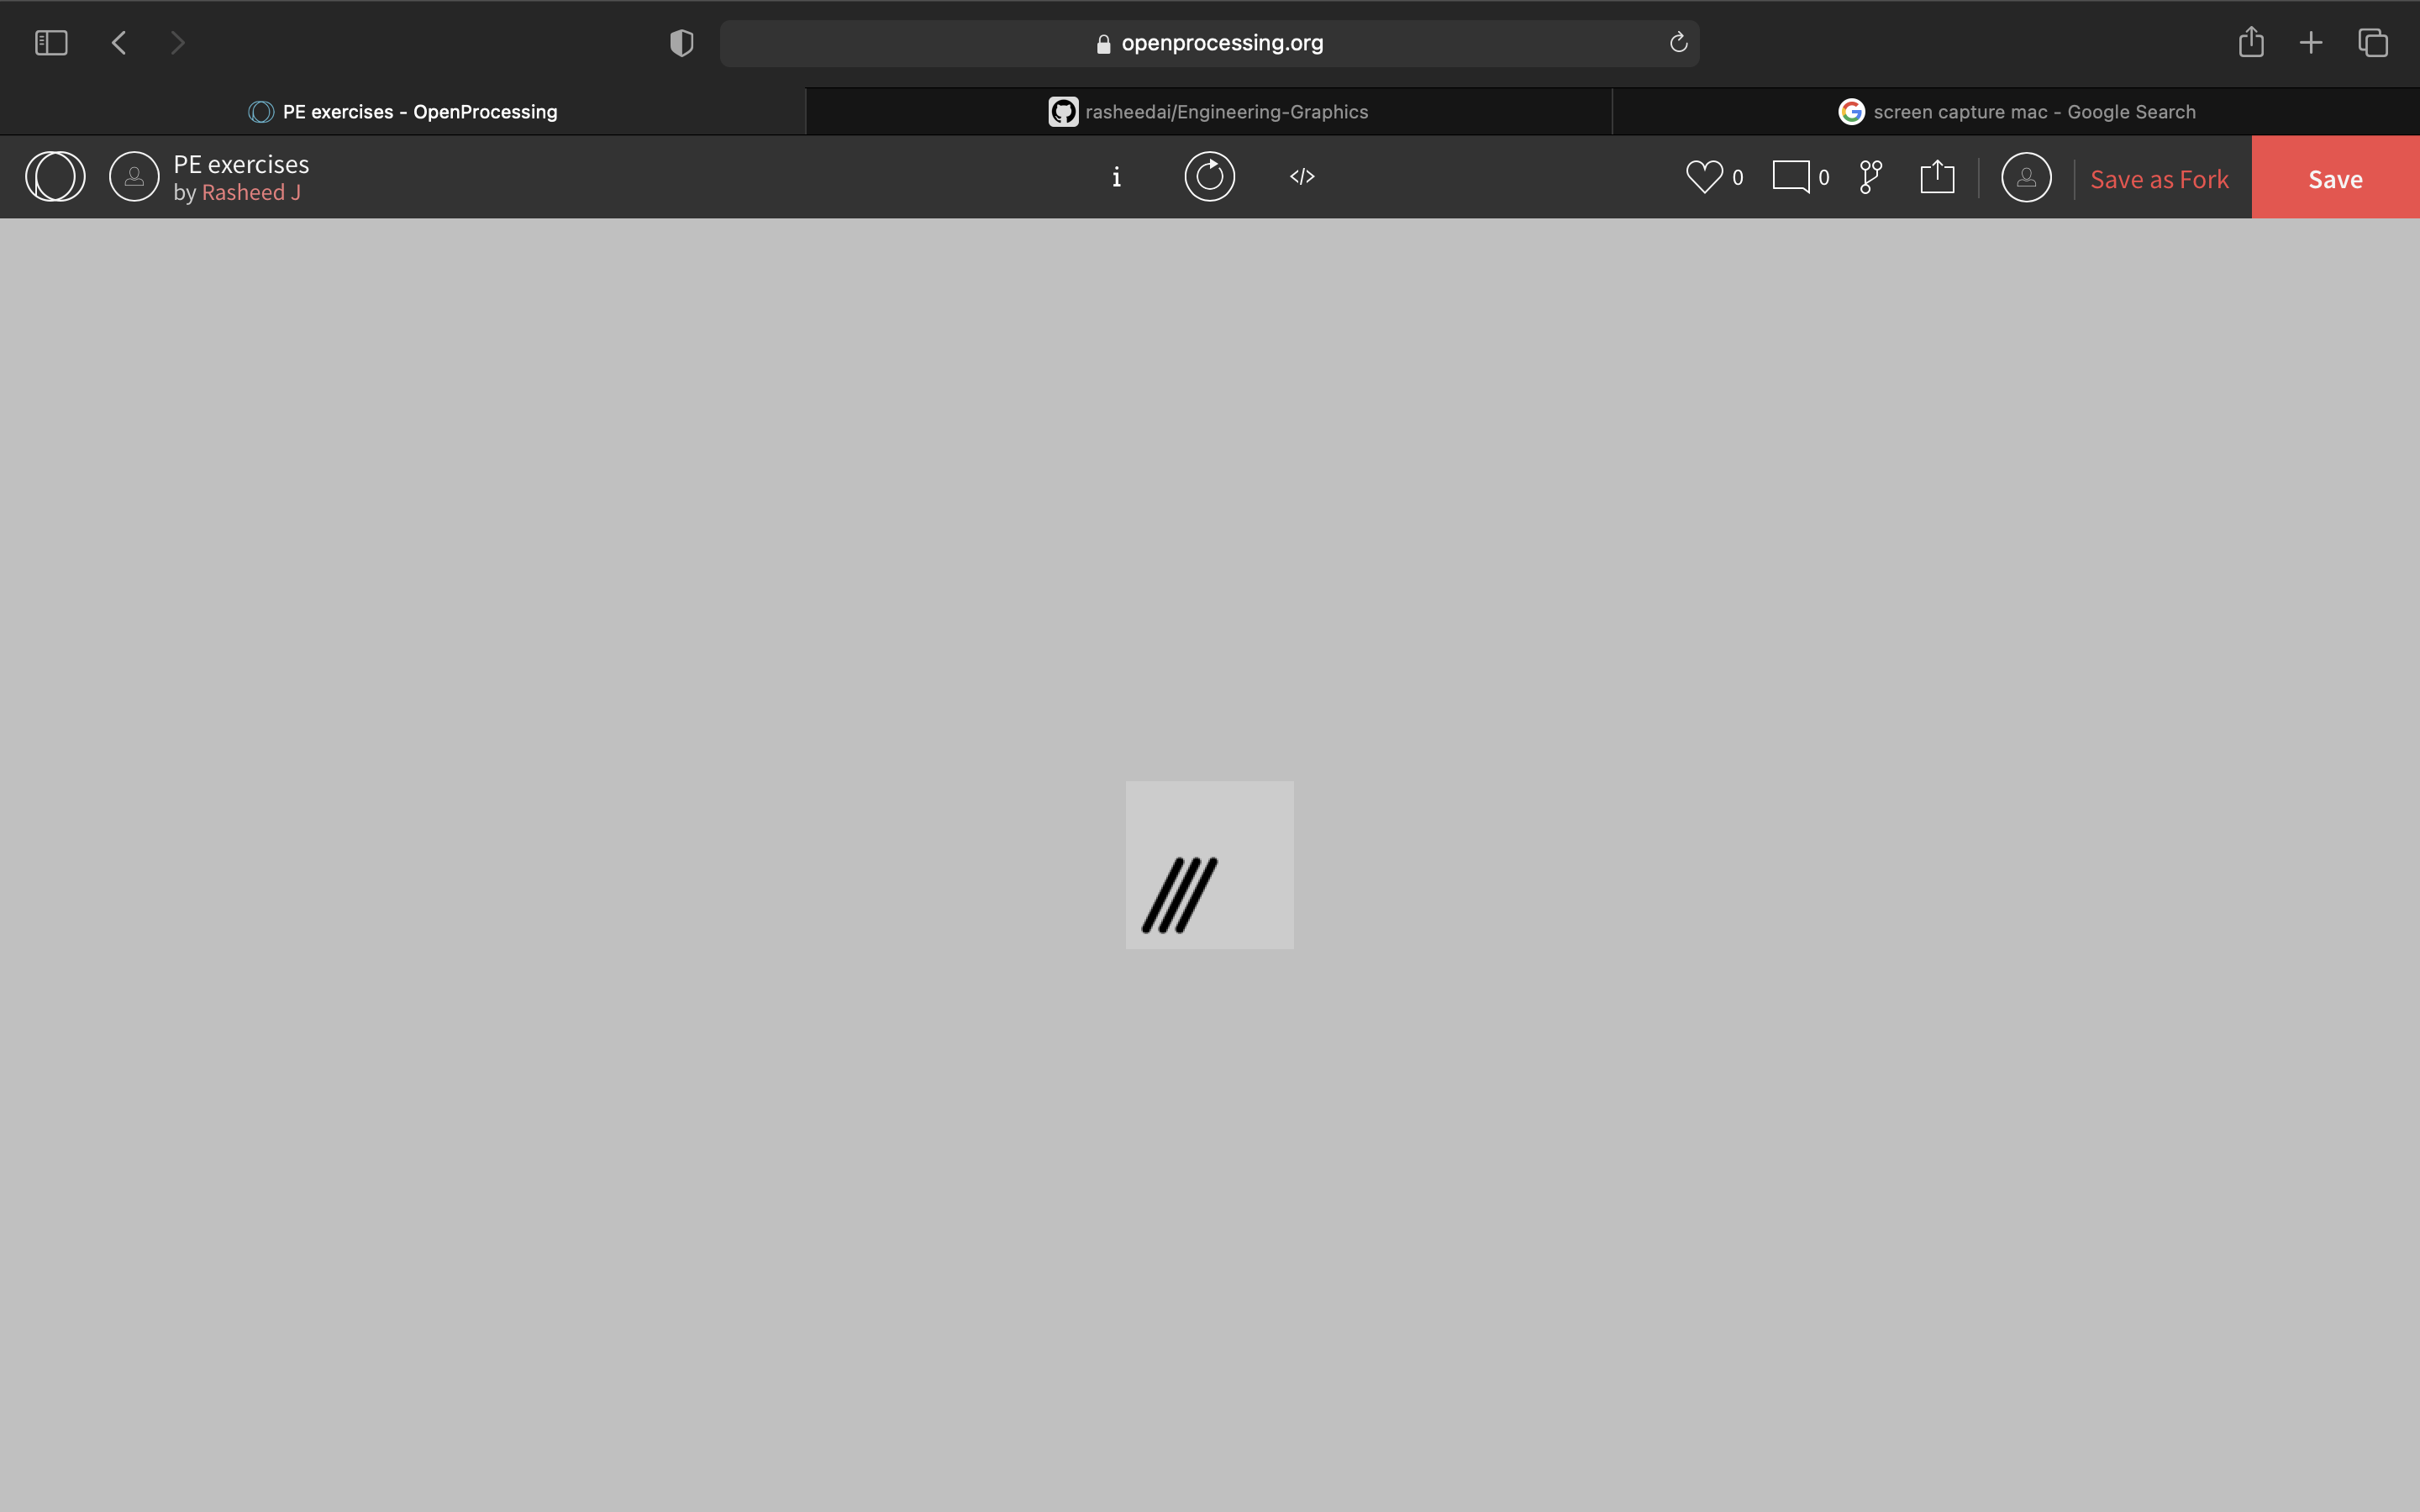 openprocessing.org
PE exercises - OpenProcessing
rasheedai/Engineering-Graphics
screen capture mac - Google Search
PE exercises
by Rasheed J
i
</>
0
0
Save as Fork
Save